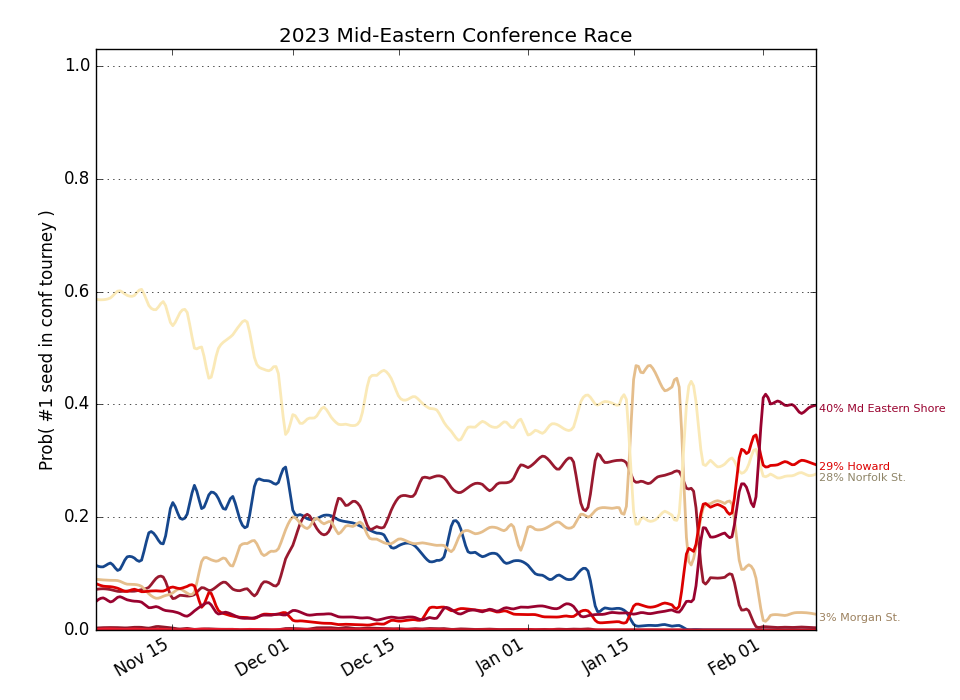 2023 Mid-Eastern Conference Race
Prob( #1 seed in conf tourney )
1.0
0.8
0.6
0.4
0.2
0.0
40% Md Eastern Shore
29% Howard
28% Norfolk St.
3% Morgan St.
Nov 15
Dec 01
Dec 15
Jan 01
Jan 15
Feb 01